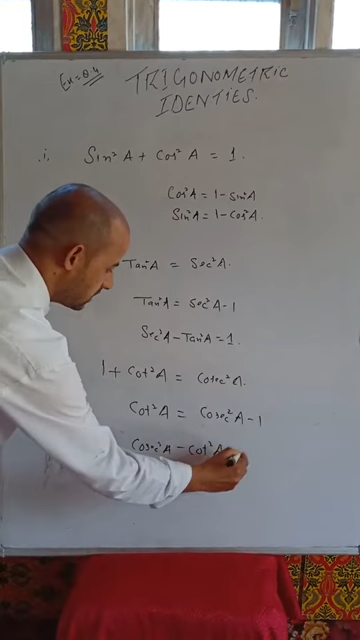 Ex=8.4
TRIGONOMETRIC
IDENTIES.
.i. Sin²A + Cos²A = 1.
Cos²A = 1 - Sin²A
Sin²A = 1 - Cos²A.
Tan²A = Sec²A.
Tan²A = Sec²A - 1
Sec²A - Tan²A = 1.
1 + Cot²A = Cosec²A.
Cot²A = Cosec²A - 1
Cosec²A - Cot²A